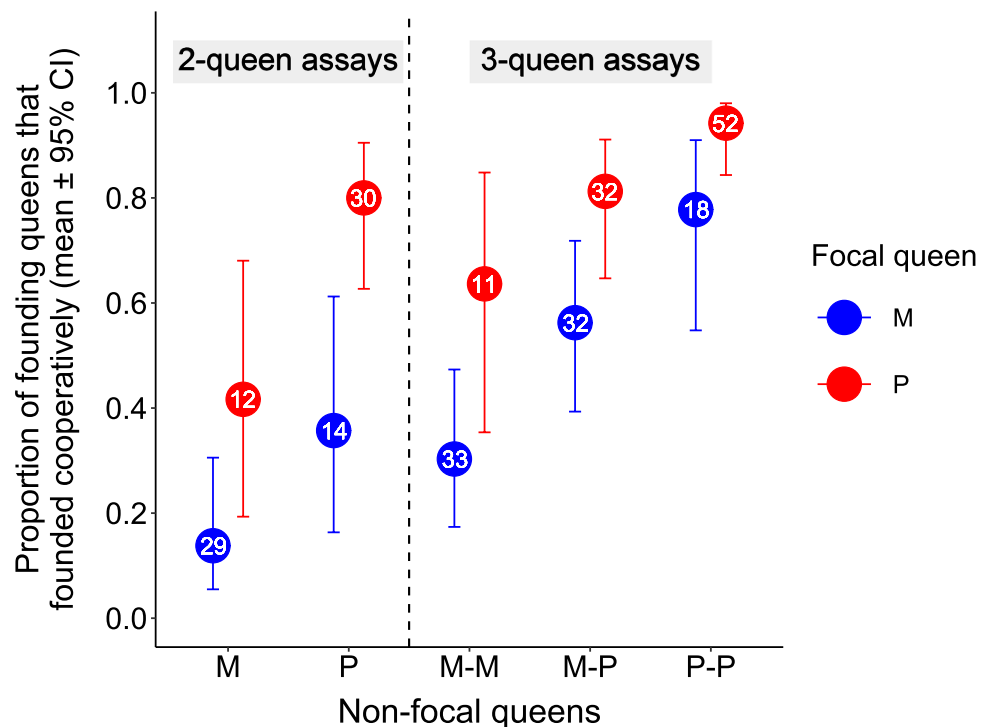 2-queen assays
3-queen assays
Proportion of founding queens that
founded cooperatively (mean ± 95% CI)
1.0
0.8
0.6
0.4
0.2
0.0
29
12
14
30
33
11
32
32
18
52
M
P
M-M
M-P
P-P
Non-focal queens
Focal queen
M
P